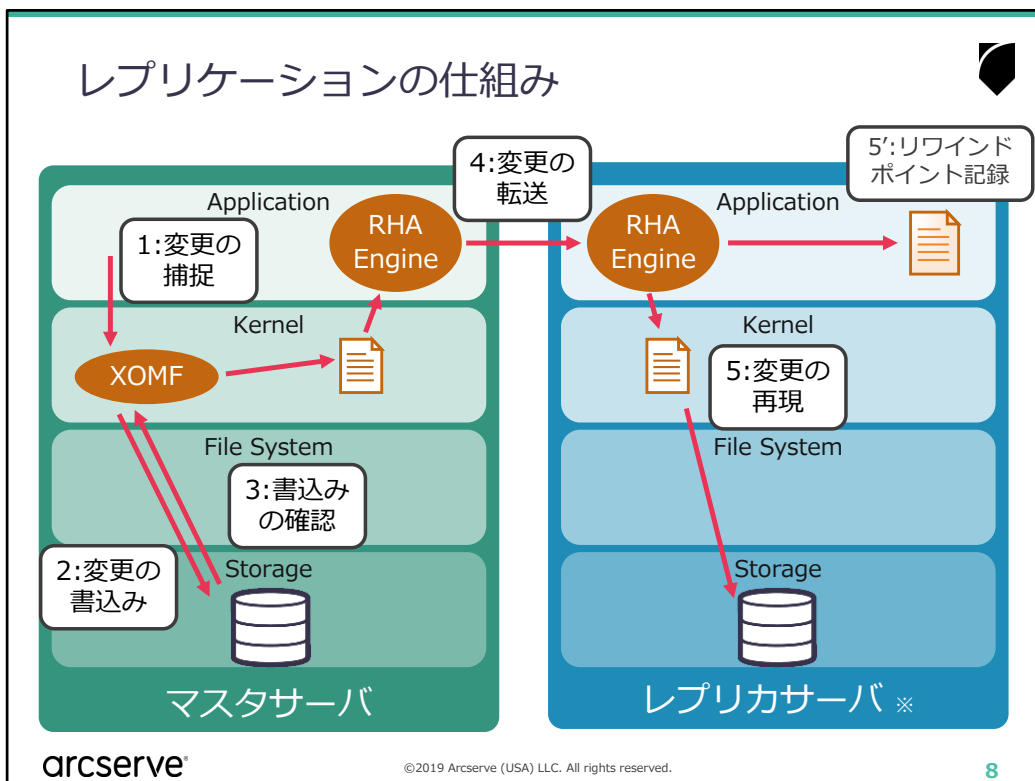 レプリケーションの仕組み
5':リワインド
ポイント記録
4:変更の
転送
Application
RHA
Engine
1:変更の
捕捉
RHA
Engine
Application
Kernel
XOMF
Kernel
5:変更の
再現
File System
3:書込み
の確認
File System
2:変更の
書込み
Storage
Storage
マスタサーバ
レプリカサーバ ※
arcserve®
©2019 Arcserve (USA) LLC. All rights reserved.
8